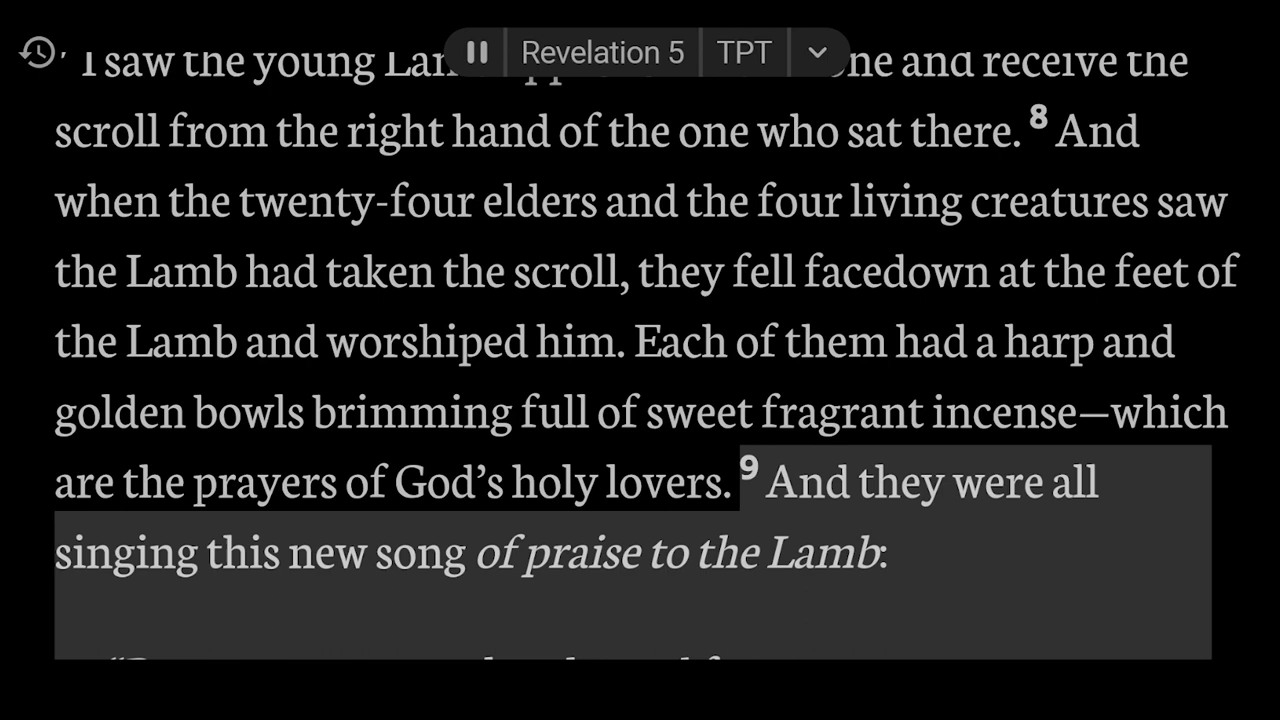 Revelation 5 TPT
I saw the young one and receive the
scroll from the right hand of the one who sat there. 8 And
when the twenty-four elders and the four living creatures saw
the Lamb had taken the scroll, they fell facedown at the feet of
the Lamb and worshiped him. Each of them had a harp and
golden bowls brimming full of sweet fragrant incense—which
are the prayers of God’s holy lovers. 9 And they were all
singing this new song of praise to the Lamb: